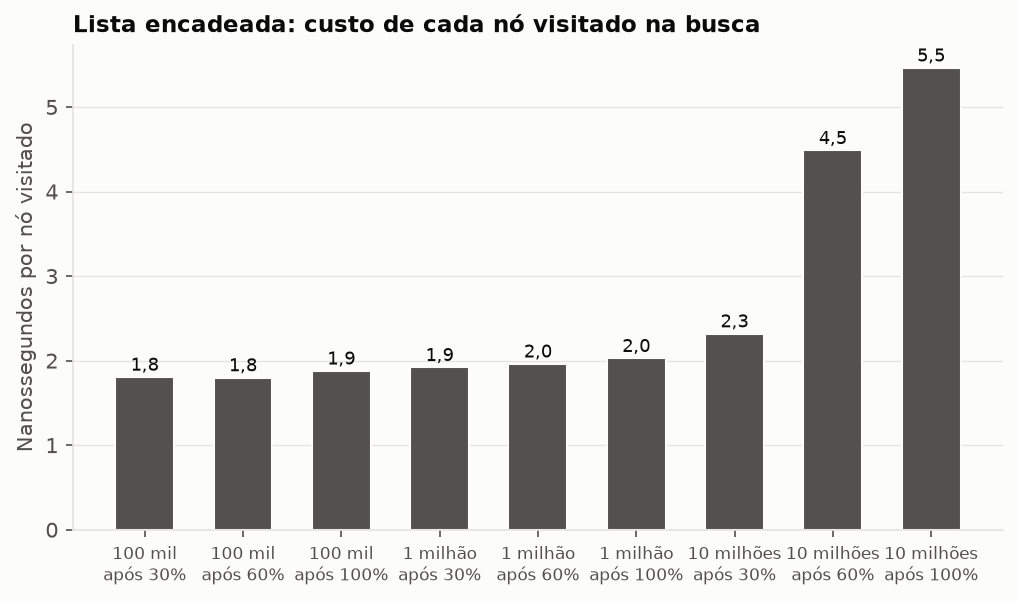 Lista encadeada: custo de cada nó visitado na busca
Nanossegundos por nó visitado
5
4
3
2
1
0
1,8
1,8
1,9
1,9
2,0
2,0
2,3
4,5
5,5
100 mil
após 30%
100 mil
após 60%
100 mil
após 100%
1 milhão
após 30%
1 milhão
após 60%
1 milhão
após 100%
10 milhões
após 30%
10 milhões
após 60%
10 milhões
após 100%